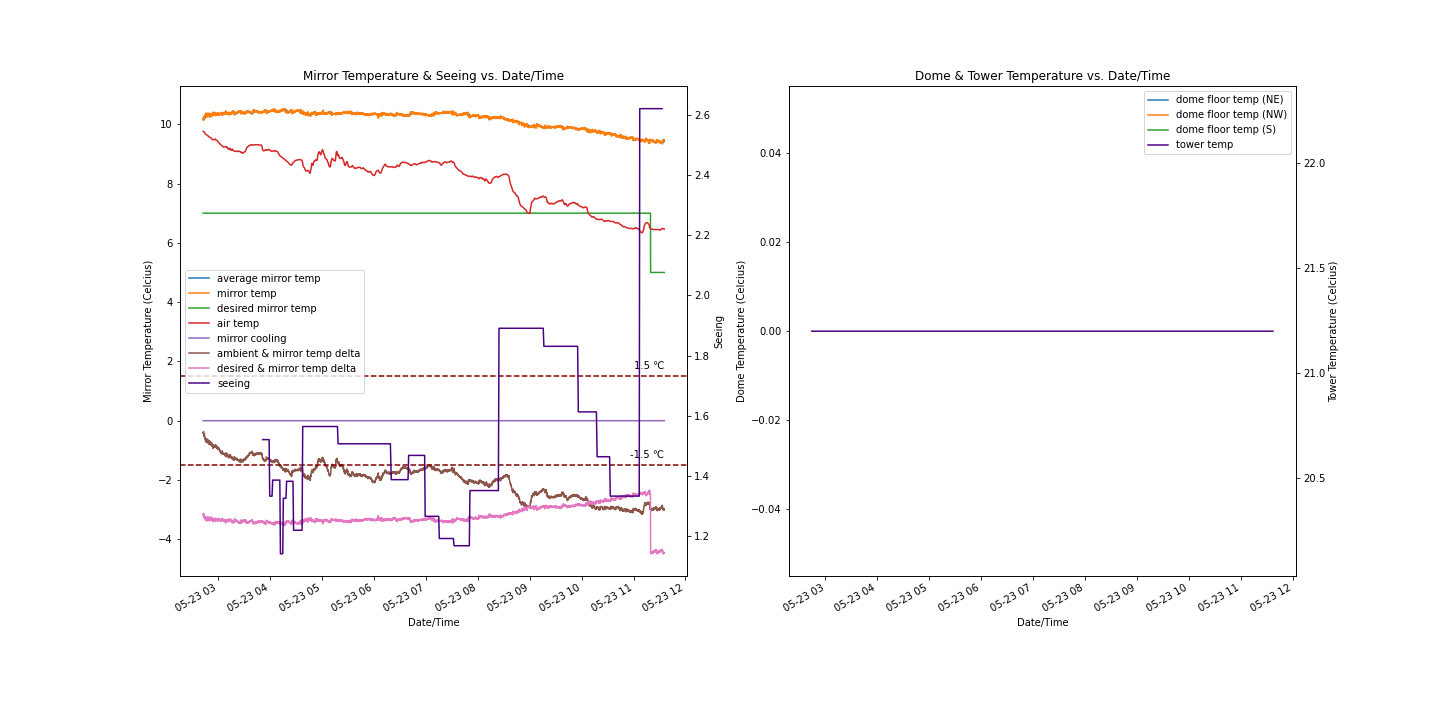 Mirror Temperature & Seeing vs. Date/Time
10
8
6
4
2
0
−2
−4
Mirror Temperature (Celcius)
average mirror temp
mirror temp
desired mirror temp
air temp
mirror cooling
ambient & mirror temp delta
desired & mirror temp delta
seeing
1.5 ℃
-1.5 ℃
2.6
2.4
2.2
2.0
1.8
1.6
1.4
1.2
Seeing
05-23 03
05-23 04
05-23 05
05-23 06
05-23 07
05-23 08
05-23 09
05-23 10
05-23 11
05-23 12
Date/Time
Dome & Tower Temperature vs. Date/Time
0.04
0.02
0.00
−0.02
−0.04
Dome Temperature (Celcius)
dome floor temp (NE)
dome floor temp (NW)
dome floor temp (S)
tower temp
22.0
21.5
21.0
20.5
Tower Temperature (Celcius)
05-23 03
05-23 04
05-23 05
05-23 06
05-23 07
05-23 08
05-23 09
05-23 10
05-23 11
05-23 12
Date/Time